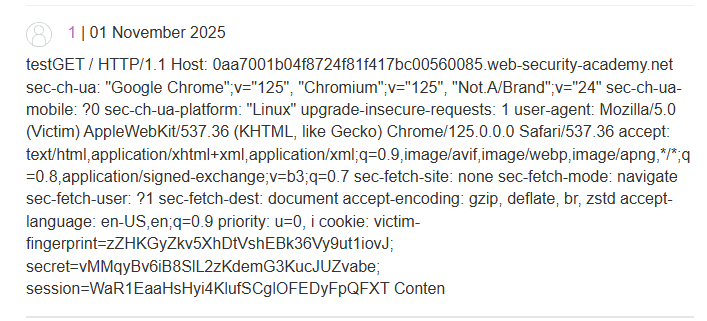 1 | 01 November 2025
testGET / HTTP/1.1 Host: 0aa7001b04f8724f81f417bc00560085.web-security-academy.net
sec-ch-ua: "Google Chrome";v="125", "Chromium";v="125", "Not.A/Brand";v="24" sec-ch-ua-
mobile: ?0 sec-ch-ua-platform: "Linux" upgrade-insecure-requests: 1 user-agent: Mozilla/5.0
(Victim) AppleWebKit/537.36 (KHTML, like Gecko) Chrome/125.0.0.0 Safari/537.36 accept:
text/html,application/xhtml+xml,application/xml;q=0.9,image/avif,image/webp,image/apng,*/*;q
=0.8,application/signed-exchange;v=b3;q=0.7 sec-fetch-site: none sec-fetch-mode: navigate
sec-fetch-user: ?1 sec-fetch-dest: document accept-encoding: gzip, deflate, br, zstd accept-
language: en-US,en;q=0.9 priority: u=0, i cookie: victim-
fingerprint=zZHKGyZkv5XhDtVshEBk36Vy9ut1iovJ;
secret=vMMqyBv6iB8SlL2zKdemG3KucJUZvabe;
session=WaR1EaaHsHyi4KlufSCglOFEDyFpQFXT Conten